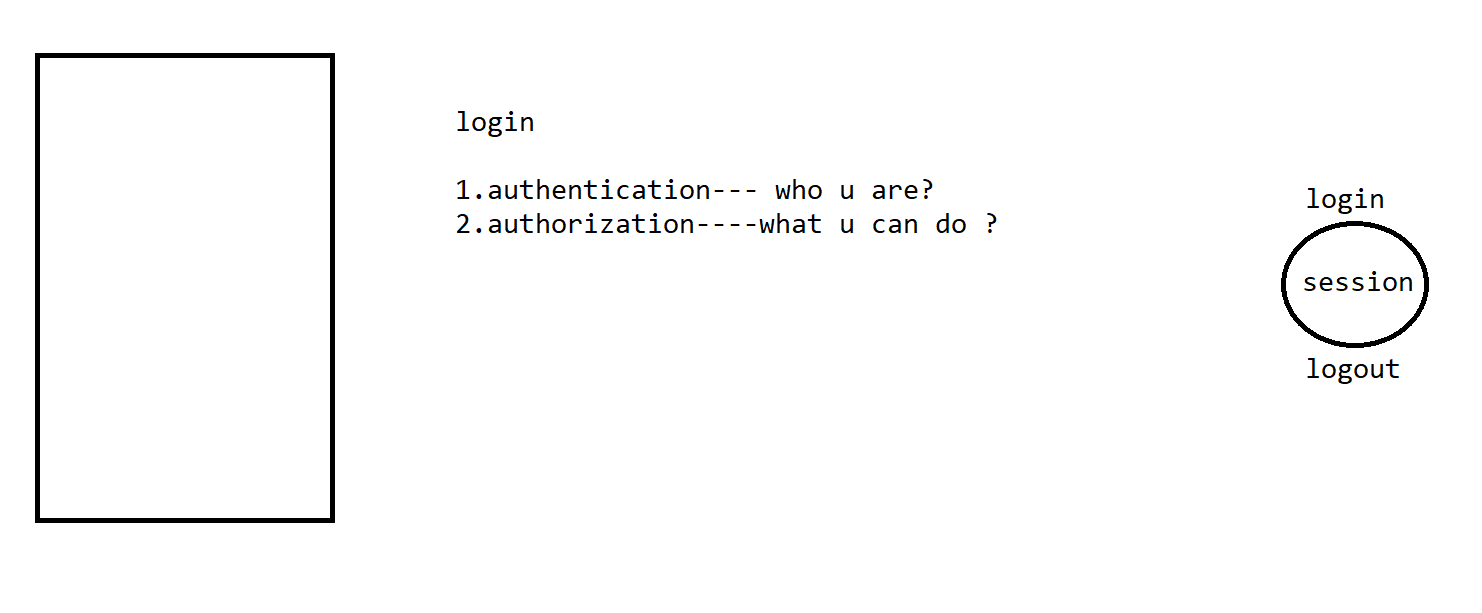 login
1.authentication--- who u are?
2.authorization----what u can do ?
login
session
logout